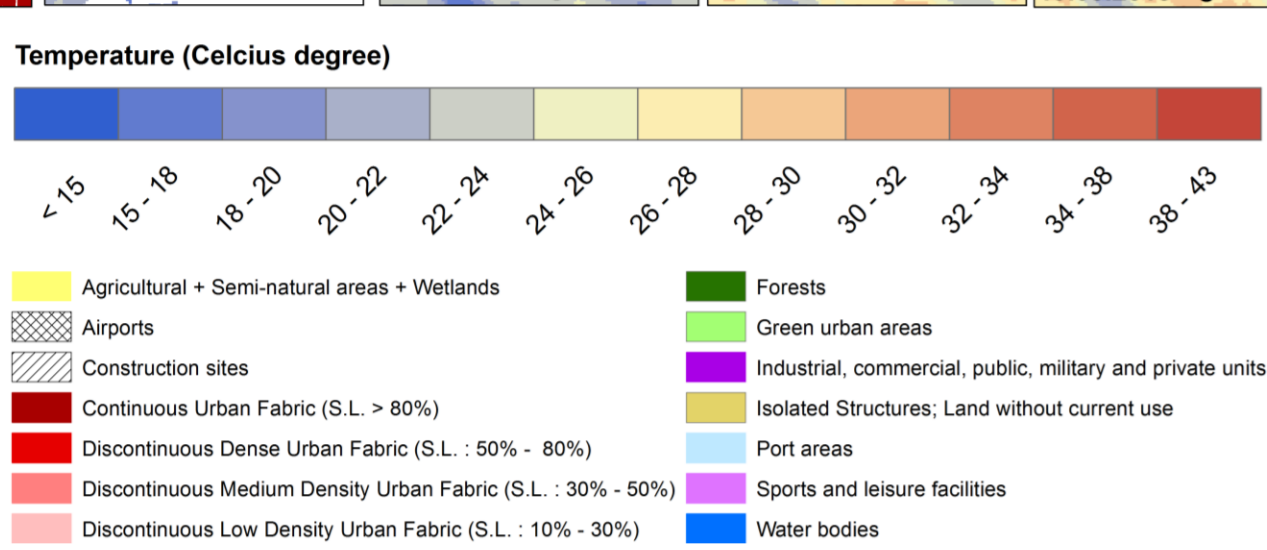 Temperature (Celcius degree)
< 15
15 - 18
18 - 20
20 - 22
22 - 24
24 - 26
26 - 28
28 - 30
30 - 32
32 - 34
34 - 38
38 - 43
Agricultural + Semi-natural areas + Wetlands
Airports
Construction sites
Continuous Urban Fabric (S.L. > 80%)
Discontinuous Dense Urban Fabric (S.L. : 50% -  80%)
Discontinuous Medium Density Urban Fabric (S.L. : 30% - 50%)
Discontinuous Low Density Urban Fabric (S.L. : 10% - 30%)
Forests
Green urban areas
Industrial, commercial, public, military and private units
Isolated Structures; Land without current use
Port areas
Sports and leisure facilities
Water bodies